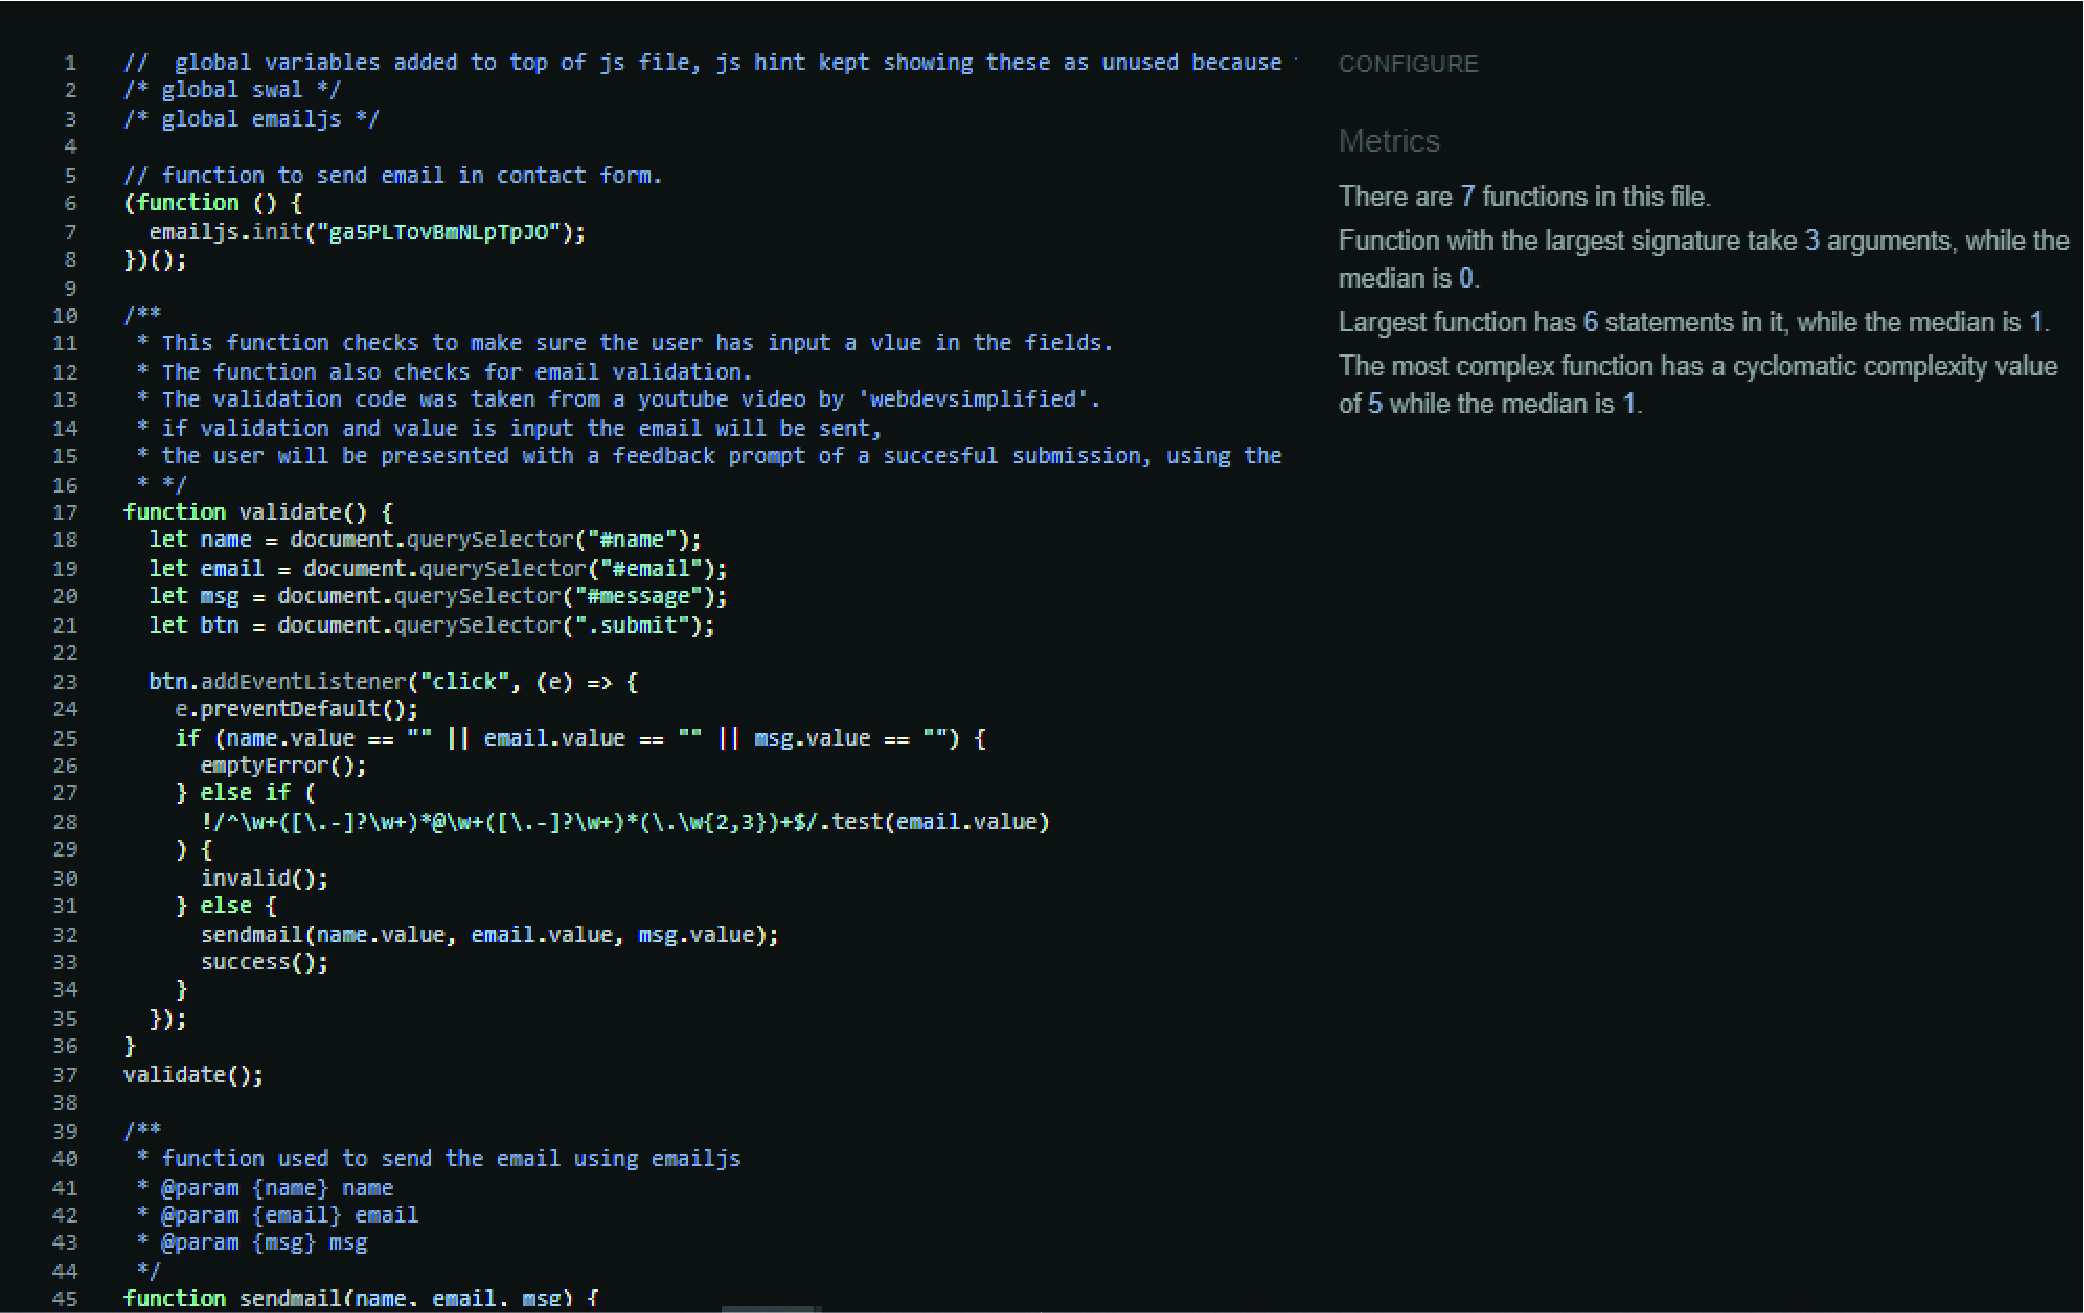 1 //  global variables added to top of js file, js hint kept showing these as unused because
2 /* global swal */
3 /* global emailjs */
4
5 // function to send email in contact form.
6 (function () {
7   emailjs.init("ga5PLTovBmNLpTpJO");
8 })();
9
10 /**
11  * This function checks to make sure the user has input a vlue in the fields.
12  * The function also checks for email validation.
13  * The validation code was taken from a youtube video by 'webdevsimplified'.
14  * if validation and value is input the email will be sent,
15  * the user will be presesnted with a feedback prompt of a succesful submission, using the
16  * */
17 function validate() {
18   let name = document.querySelector("#name");
19   let email = document.querySelector("#email");
20   let msg = document.querySelector("#message");
21   let btn = document.querySelector(".submit");
22
23   btn.addEventListener("click", (e) => {
24     e.preventDefault();
25     if (name.value == "" || email.value == "" || msg.value == "") {
26       emptyError();
27     } else if (
28       !/^\w+([\.-]?\w+)*@\w+([\.-]?\w+)*(\.\w{2,3})+$/.test(email.value)
29     ) {
30       invalid();
31     } else {
32       sendmail(name.value, email.value, msg.value);
33       success();
34     }
35   });
36 }
37 validate();
38
39 /**
40  * function used to send the email using emailjs
41  * @param {name} name
42  * @param {email} email
43  * @param {msg} msg
44  */
45 function sendmail(name, email, msg) {
CONFIGURE
Metrics
There are 7 functions in this file.
Function with the largest signature take 3 arguments, while the
median is 0.
Largest function has 6 statements in it, while the median is 1.
The most complex function has a cyclomatic complexity value
of 5 while the median is 1.